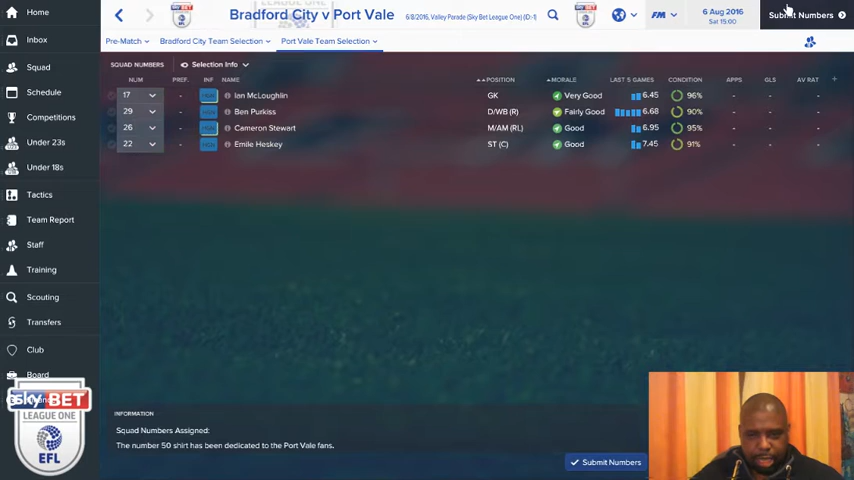 Home
Bradford City v Port Vale
6/8/2016, Valley Parade (Sky Bet League One) (D:-1)
FM
6 Aug 2016
Sat 15:00
Submit Numbers
Inbox
Pre-Match
Bradford City Team Selection
Port Vale Team Selection
Squad
SQUAD NUMBERS
Selection Info
NUM PREF. INF NAME POSITION MORALE LAST 5 GAMES CONDITION APPS GLS AV RAT
17 - Ian McLoughlin GK Very Good 6.45 96% - - -
29 - Ben Purkiss D/WB (R) Fairly Good 6.68 90% - - -
26 - Cameron Stewart M/AM (RL) Good 6.95 95% - - -
22 - Emile Heskey ST (C) Good 7.45 91% - - -
Schedule
Competitions
Under 23s
Under 18s
Tactics
Team Report
Staff
Training
Scouting
Transfers
Club
Board
sky BET
LEAGUE ONE
EFL
INFORMATION
Squad Numbers Assigned:
The number 50 shirt has been dedicated to the Port Vale fans.
Submit Numbers